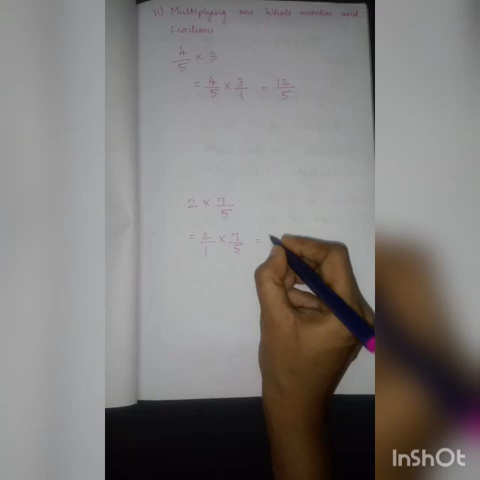 ii) Multiplying one Whole number and
Fractions
4/5 × 3
= 4/5 × 3/1 = 12/5
2 × 7/5
= 2/1 × 7/5 =
InShOt